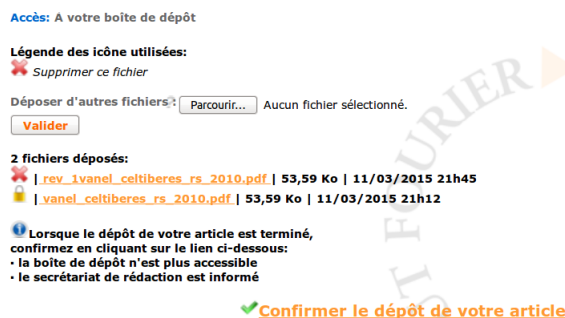 Accès: A votre boîte de dépôt
Légende des icône utilisées:
Supprimer ce fichier
Déposer d'autres fichiers?: Parcourir... Aucun fichier sélectionné.
Valider
2 fichiers déposés:
| rev_1vanel_celtiberes_rs_2010.pdf | 53,59 Ko | 11/03/2015 21h45
| vanel_celtiberes_rs_2010.pdf | 53,59 Ko | 11/03/2015 21h12
Lorsque le dépôt de votre article est terminé,
confirmez en cliquant sur le lien ci-dessous:
· la boîte de dépôt n'est plus accessible
· le secrétariat de rédaction est informé
Confirmer le dépôt de votre article
FOURIER